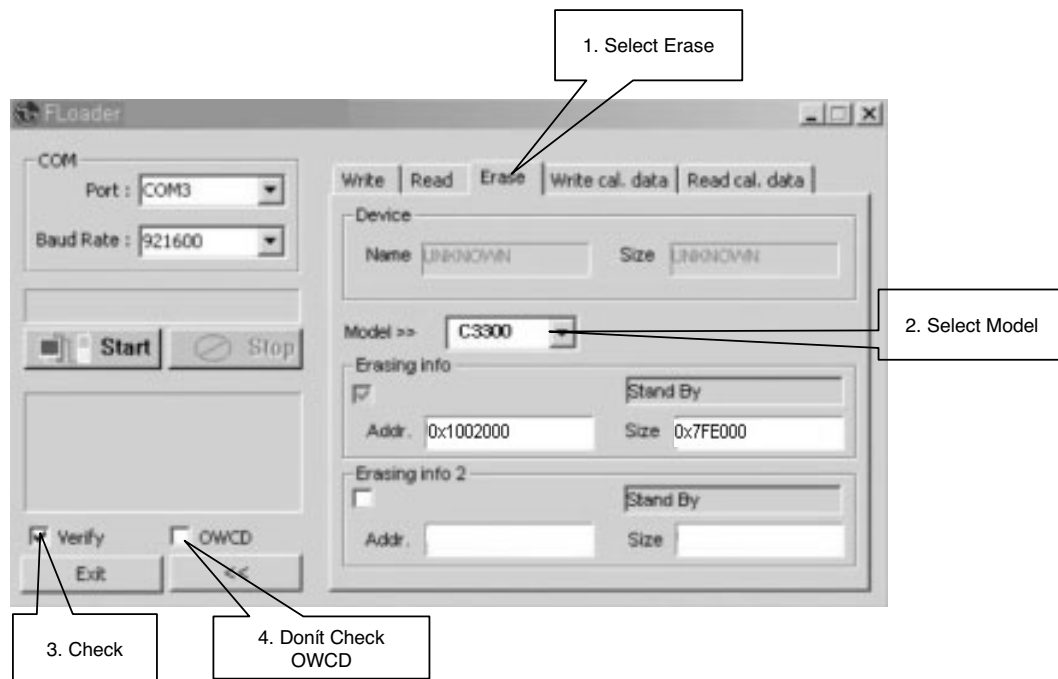 1. Select Erase
FLoader
COM
Port : COM3
Baud Rate : 921600
Start Stop
Verify OWCD
Exit <<
Write Read Erase Write cal. data Read cal. data
Device
Name UNKNOWN Size UNKNOWN
Model >> C3300
2. Select Model
Erasing info
Stand By
Addr. 0x1002000 Size 0x7FE000
Erasing info 2
Stand By
Addr. Size
3. Check
4. Donít Check
OWCD